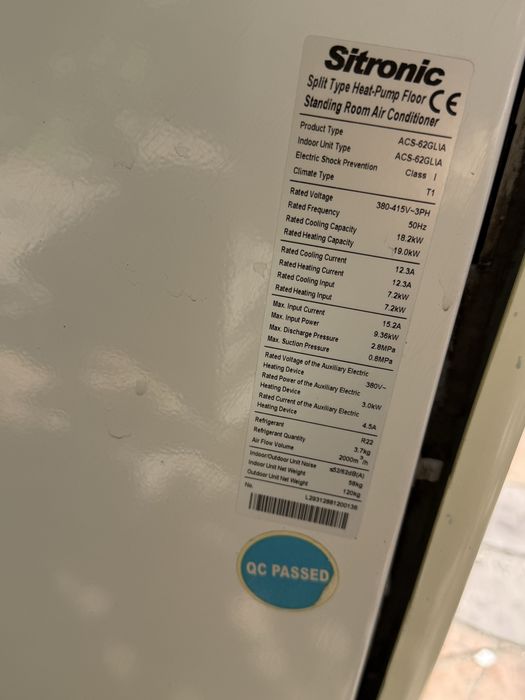 Sitronic
Split Type Heat-Pump Floor CE
Standing Room Air Conditioner
Product Type ACS-62GL\A
Indoor Unit Type ACS-62GL\A
Electric Shock Prevention Class I
Climate Type T1
Rated Voltage 380-415V~3PH
Rated Frequency 50Hz
Rated Cooling Capacity 18.2kW
Rated Heating Capacity 19.0kW
Rated Cooling Current 12.3A
Rated Heating Current 12.3A
Rated Cooling Input 7.2kW
Rated Heating Input 7.2kW
Max. Input Current 15.2A
Max. Input Power 9.36kW
Max. Discharge Pressure 2.8MPa
Max. Suction Pressure 0.8MPa
Rated Voltage of the Auxiliary Electric
Heating Device 380V~
Rated Power of the Auxiliary Electric
Heating Device 3.0kW
Rated Current of the Auxiliary Electric
Heating Device 4.5A
Refrigerant R22
Refrigerant Quantity 3.7kg
Air Flow Volume 2000m³/h
Indoor/Outdoor Unit Noise ≤52/62dB(A)
Indoor Unit Net Weight 58kg
Outdoor Unit Net Weight 120kg
No. L29312881200136
QC PASSED